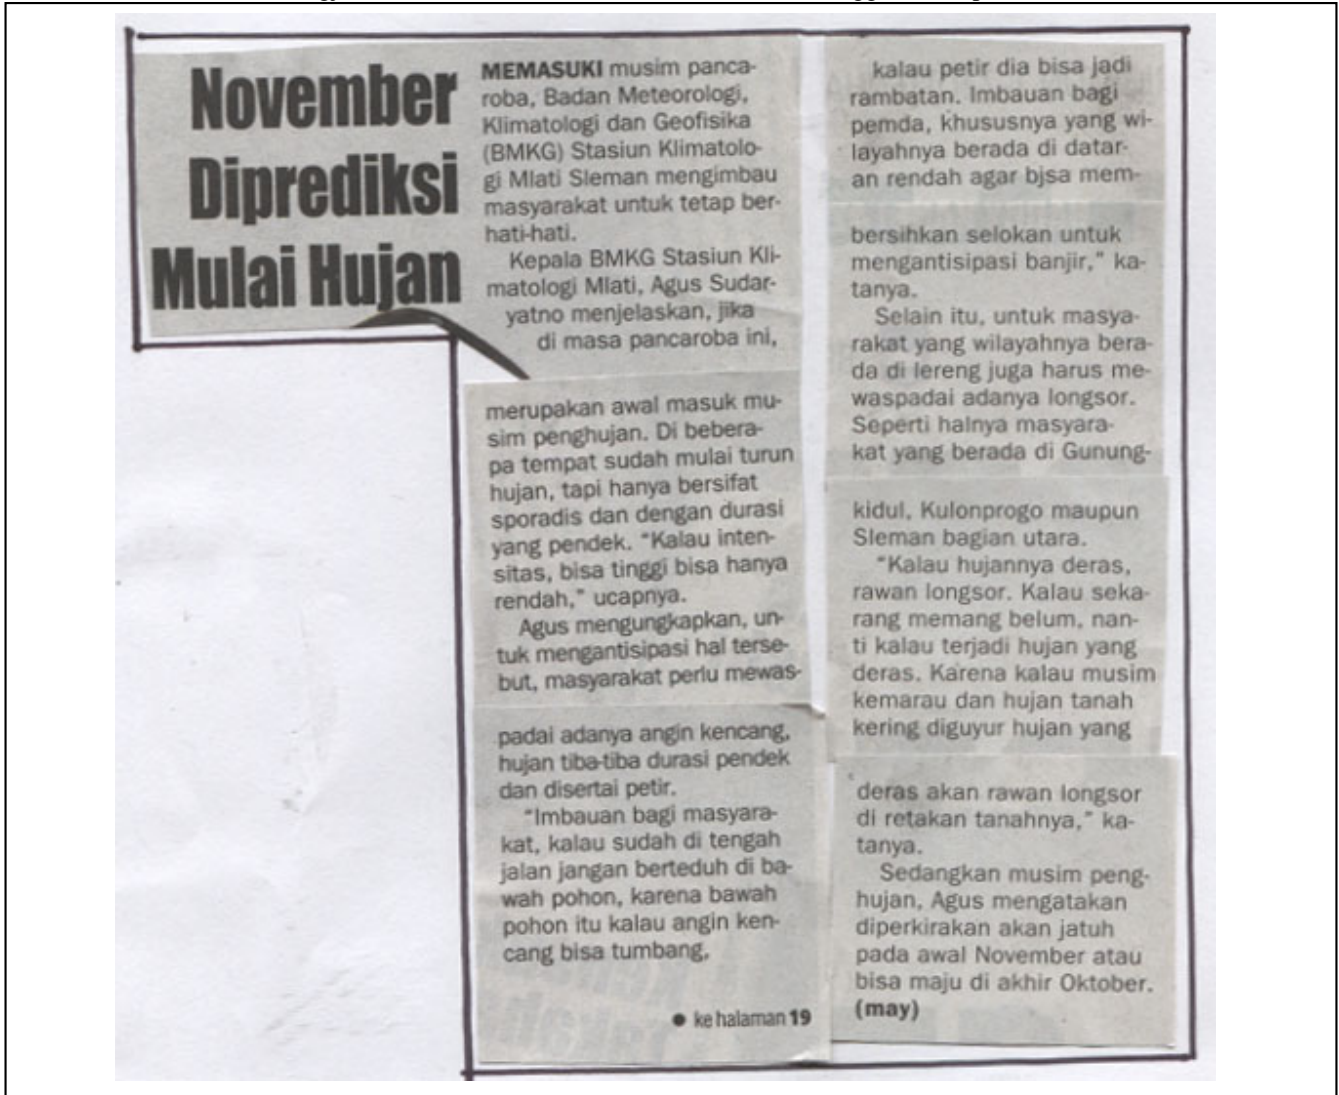 November
Diprediksi
Mulai Hujan
MEMASUKI musim panca-
roba, Badan Meteorologi,
Klimatologi dan Geofisika
(BMKG) Stasiun Klimatolo-
gi Mlati Sleman mengimbau
masyarakat untuk tetap ber-
hati-hati.
Kepala BMKG Stasiun Kli-
matologi Mlati, Agus Sudar-
yatno menjelaskan, jika
di masa pancaroba ini,
merupakan awal masuk mu-
sim penghujan. Di bebera-
pa tempat sudah mulai turun
hujan, tapi hanya bersifat
sporadis dan dengan durasi
yang pendek. "Kalau inten-
sitas, bisa tinggi bisa hanya
rendah," ucapnya.
Agus mengungkapkan, un-
tuk mengantisipasi hal terse-
but, masyarakat perlu mewas-
padai adanya angin kencang,
hujan tiba-tiba durasi pendek
dan disertai petir.
"Imbauan bagi masyara-
kat, kalau sudah di tengah
jalan jangan berteduh di ba-
wah pohon, karena bawah
pohon itu kalau angin ken-
cang bisa tumbang,
● ke halaman 19
kalau petir dia bisa jadi
rambatan. Imbauan bagi
pemda, khususnya yang wi-
layahnya berada di datar-
an rendah agar bjsa mem-
bersihkan selokan untuk
mengantisipasi banjir," ka-
tanya.
Selain itu, untuk masya-
rakat yang wilayahnya bera-
da di lereng juga harus me-
waspadai adanya longsor.
Seperti halnya masyara-
kat yang berada di Gunung-
kidul, Kulonprogo maupun
Sleman bagian utara.
"Kalau hujannya deras,
rawan longsor. Kalau seka-
rang memang belum, nan-
ti kalau terjadi hujan yang
deras. Karena kalau musim
kemarau dan hujan tanah
kering diguyur hujan yang
deras akan rawan longsor
di retakan tanahnya," ka-
tanya.
Sedangkan musim peng-
hujan, Agus mengatakan
diperkirakan akan jatuh
pada awal November atau
bisa maju di akhir Oktober.
(may)